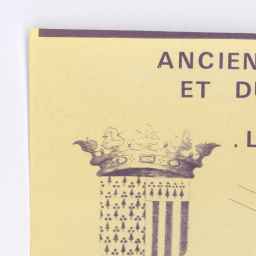 ANCIEN
ET DU
. L